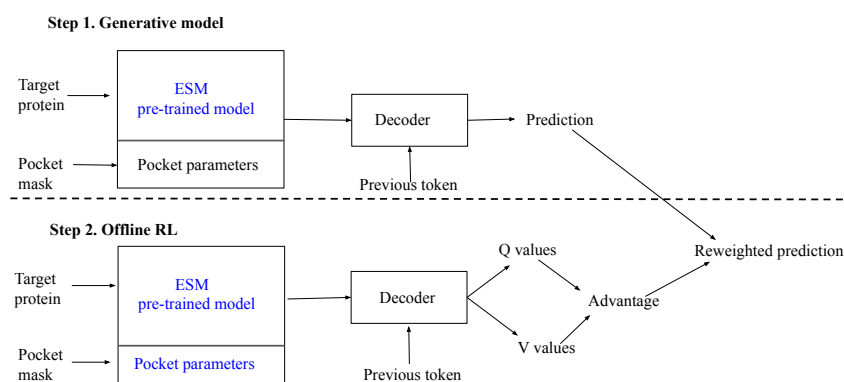 Step 1. Generative model
Target
protein
ESM
pre-trained model
Decoder
Prediction
Pocket
mask
Pocket parameters
Previous token
Step 2. Offline RL
Target
protein
ESM
pre-trained model
Decoder
Q values
Advantage
V values
Reweighted prediction
Pocket
mask
Pocket parameters
Previous token